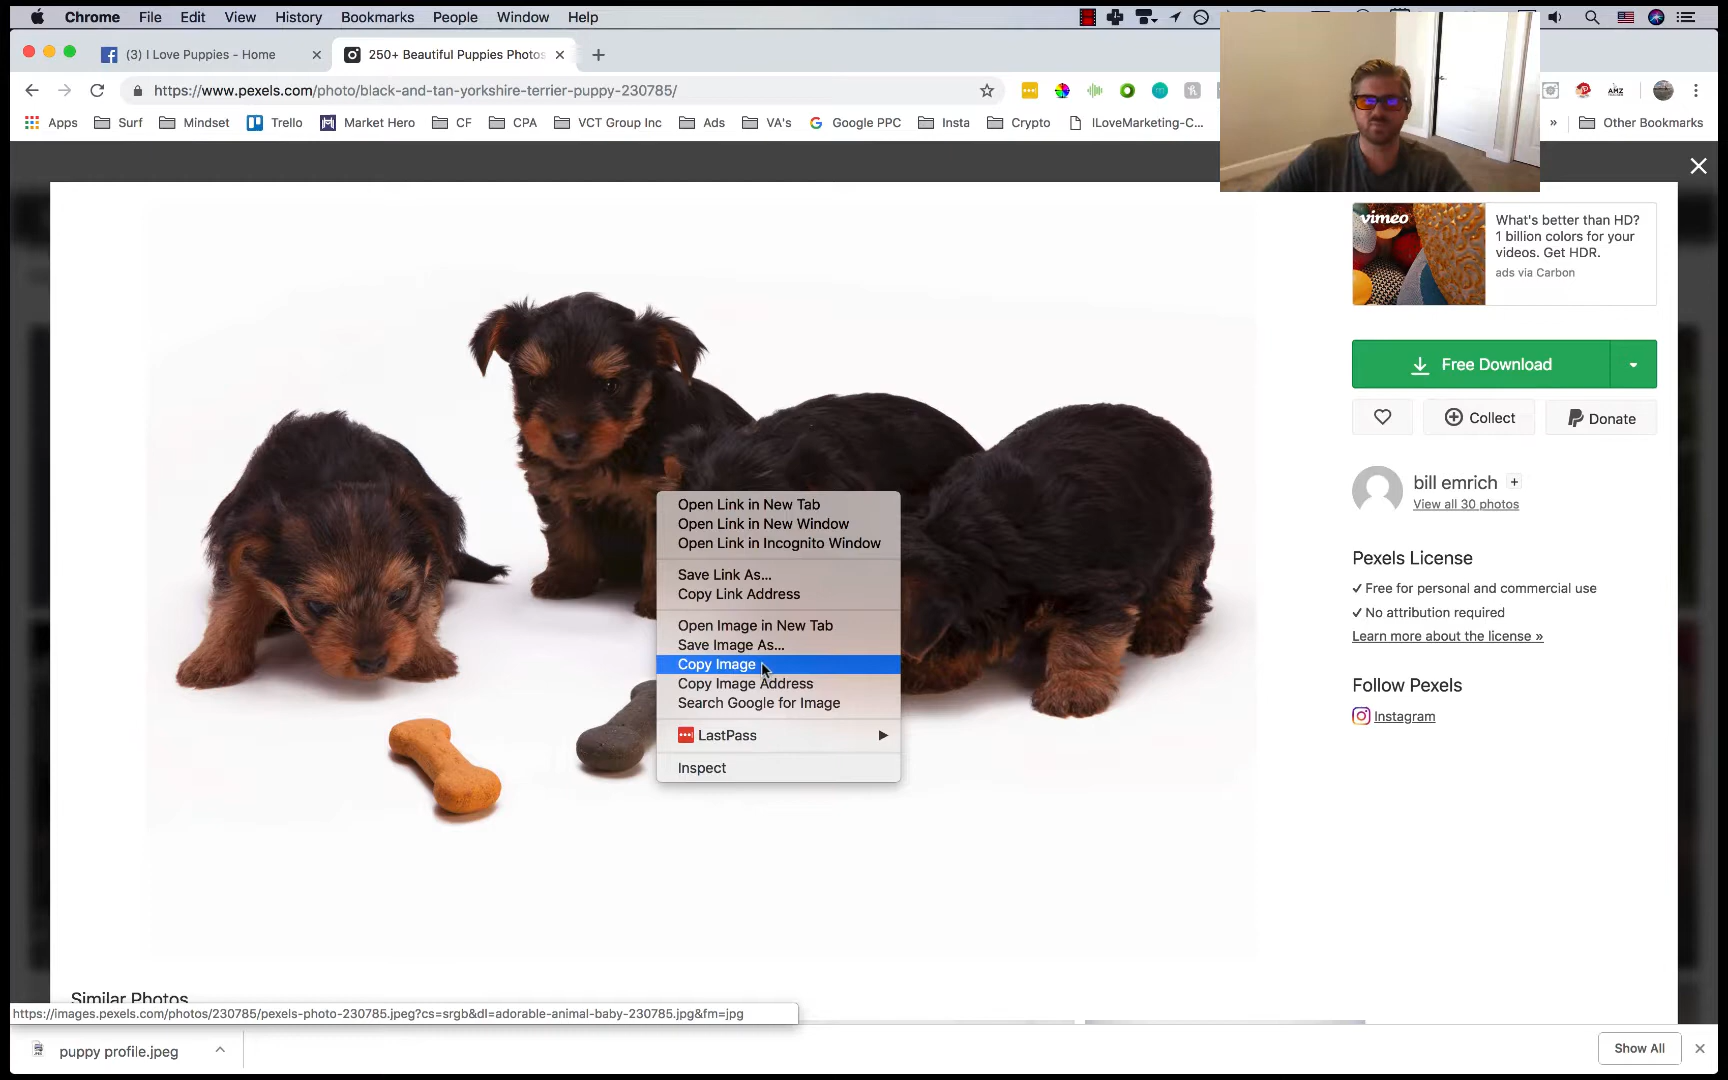 Chrome File Edit View History Bookmarks People Window Help
(3) I Love Puppies - Home
250+ Beautiful Puppies Photos
https://www.pexels.com/photo/black-and-tan-yorkshire-terrier-puppy-230785/
Apps Surf Mindset Trello Market Hero CF CPA VCT Group Inc Ads VA's Google PPC Insta Crypto ILoveMarketing-C... » Other Bookmarks
AMZ
vimeo
What's better than HD?
1 billion colors for your
videos. Get HDR.
ads via Carbon
Free Download
Collect
Donate
bill emrich
View all 30 photos
Pexels License
✓ Free for personal and commercial use
✓ No attribution required
Learn more about the license »
Follow Pexels
Instagram
Open Link in New Tab
Open Link in New Window
Open Link in Incognito Window
Save Link As...
Copy Link Address
Open Image in New Tab
Save Image As...
Copy Image
Copy Image Address
Search Google for Image
LastPass
Inspect
Similar Photos
https://images.pexels.com/photos/230785/pexels-photo-230785.jpeg?cs=srgb&dl=adorable-animal-baby-230785.jpg&fm=jpg
puppy profile.jpeg
Show All